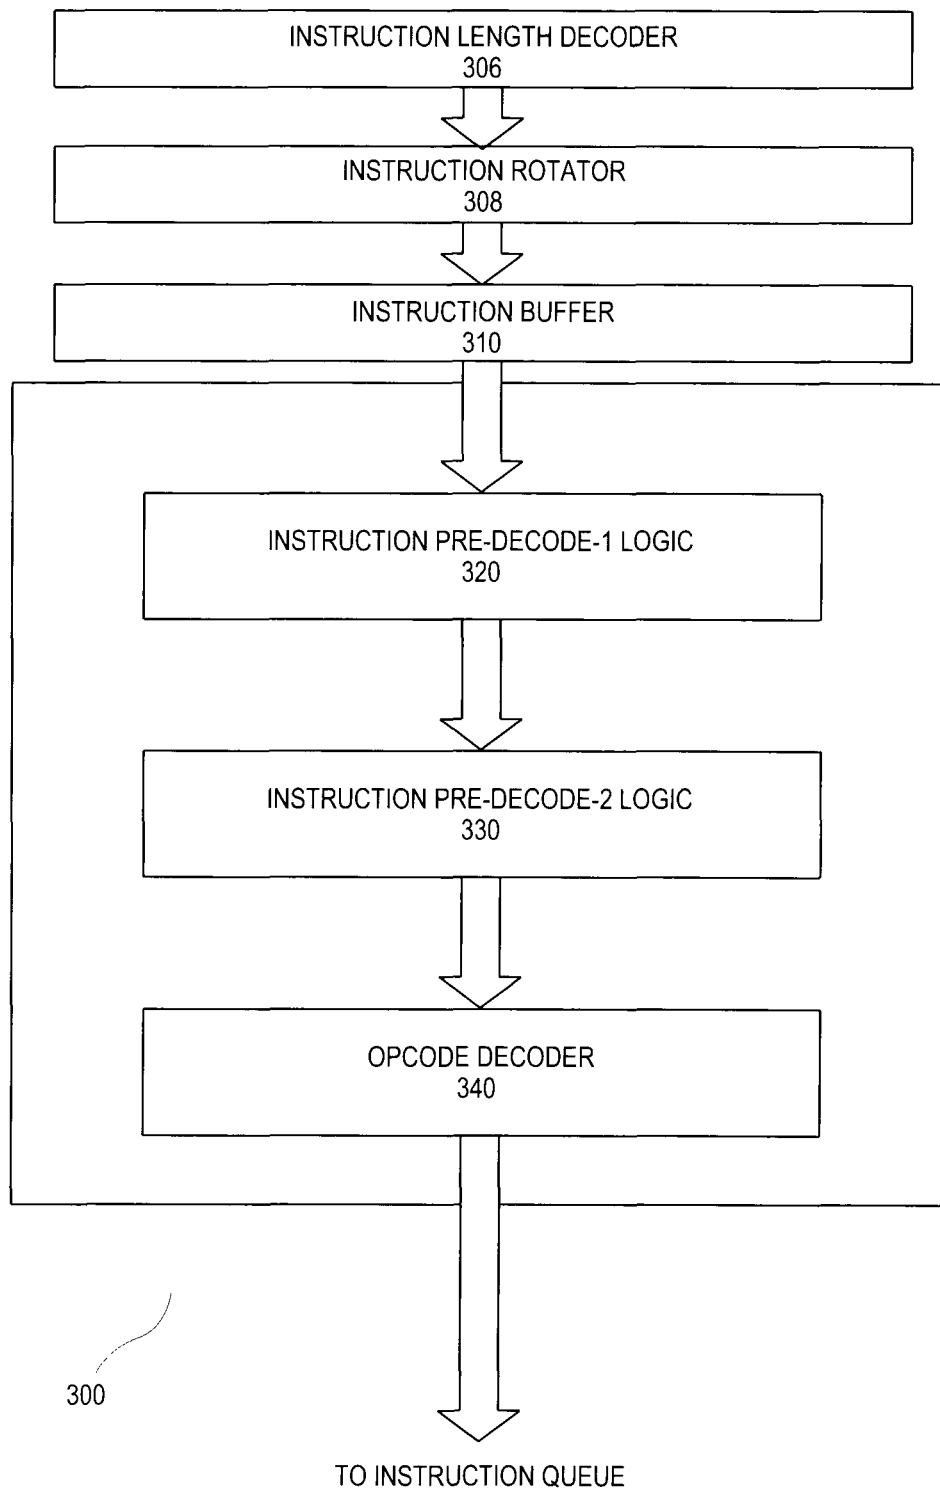 INSTRUCTION LENGTH DECODER
306
INSTRUCTION ROTATOR
308
INSTRUCTION BUFFER
310
INSTRUCTION PRE-DECODE-1 LOGIC
320
INSTRUCTION PRE-DECODE-2 LOGIC
330
OPCODE DECODER
340
300
TO INSTRUCTION QUEUE